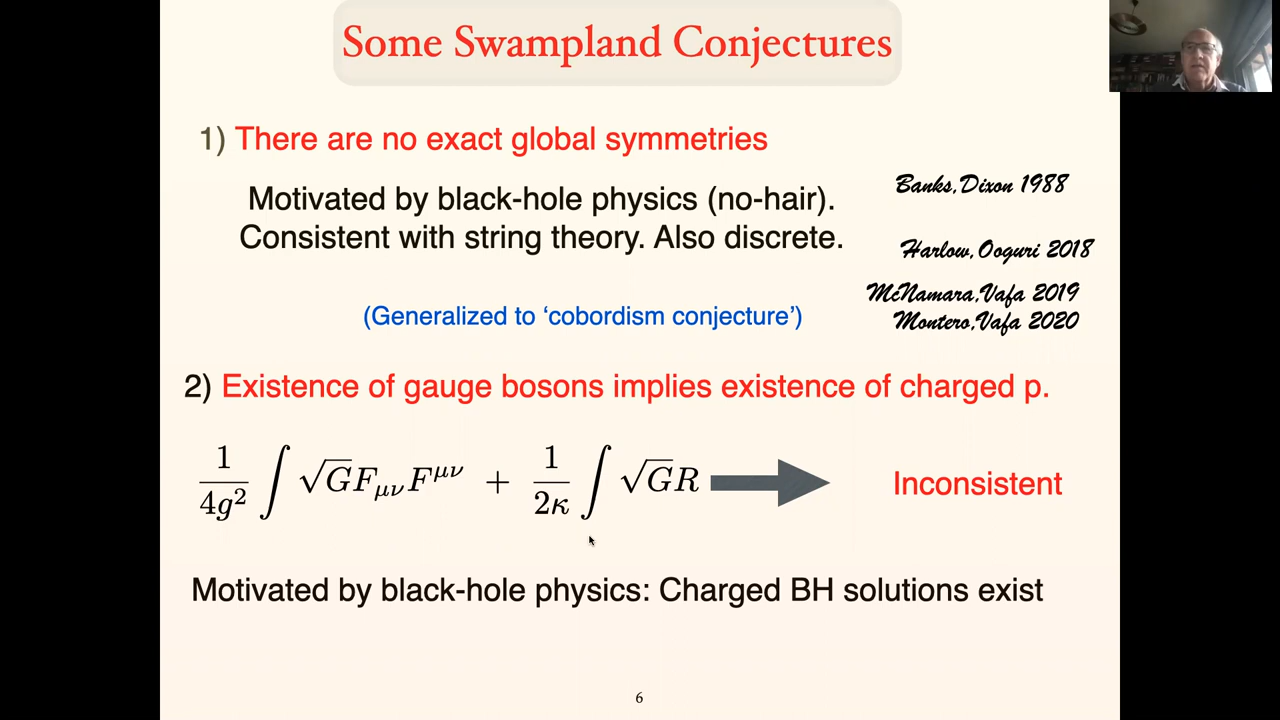 Some Swampland Conjectures
1) There are no exact global symmetries
Motivated by black-hole physics (no-hair).
Consistent with string theory. Also discrete.
Banks,Dixon 1988
Harlow,Ooguri 2018
McNamara,Vafa 2019
Montero,Vafa 2020
(Generalized to ‘cobordism conjecture’)
2) Existence of gauge bosons implies existence of charged p.
1/4g² ∫ √G F_{μν}F^{μν} + 1/2κ ∫ √G R
Inconsistent
Motivated by black-hole physics: Charged BH solutions exist
6